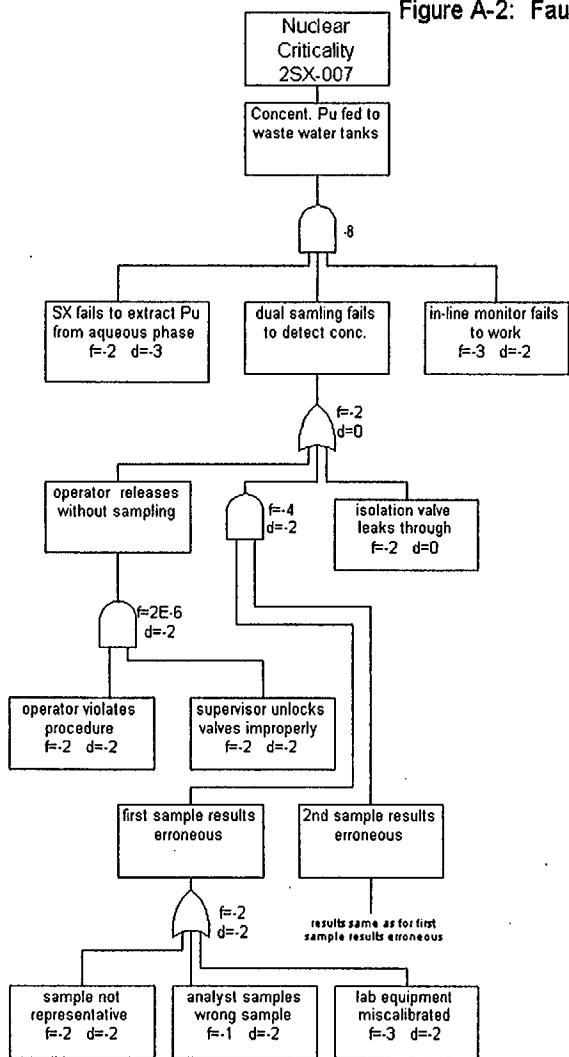 Figure A-2: Fau
Nuclear
Criticality
2SX-007
Concent. Pu fed to
waste water tanks
-8
SX fails to extract Pu
from aqueous phase
f=-2 d=-3
dual samling fails
to detect conc.
in-line monitor fails
to work
f=-3 d=-2
f=-2
d=0
operator releases
without sampling
f=-4
d=-2
isolation valve
leaks through
f=-2 d=0
f=2E-6
d=-2
operator violates
procedure
f=-2 d=-2
supervisor unlocks
valves improperly
f=-2 d=-2
first sample results
erroneous
2nd sample results
erroneous
f=-2
d=-2
results same as for first
sample results erroneous
sample not
representative
f=-2 d=-2
analyst samples
wrong sample
f=-1 d=-2
lab equipment
miscalibrated
f=-3 d=-2